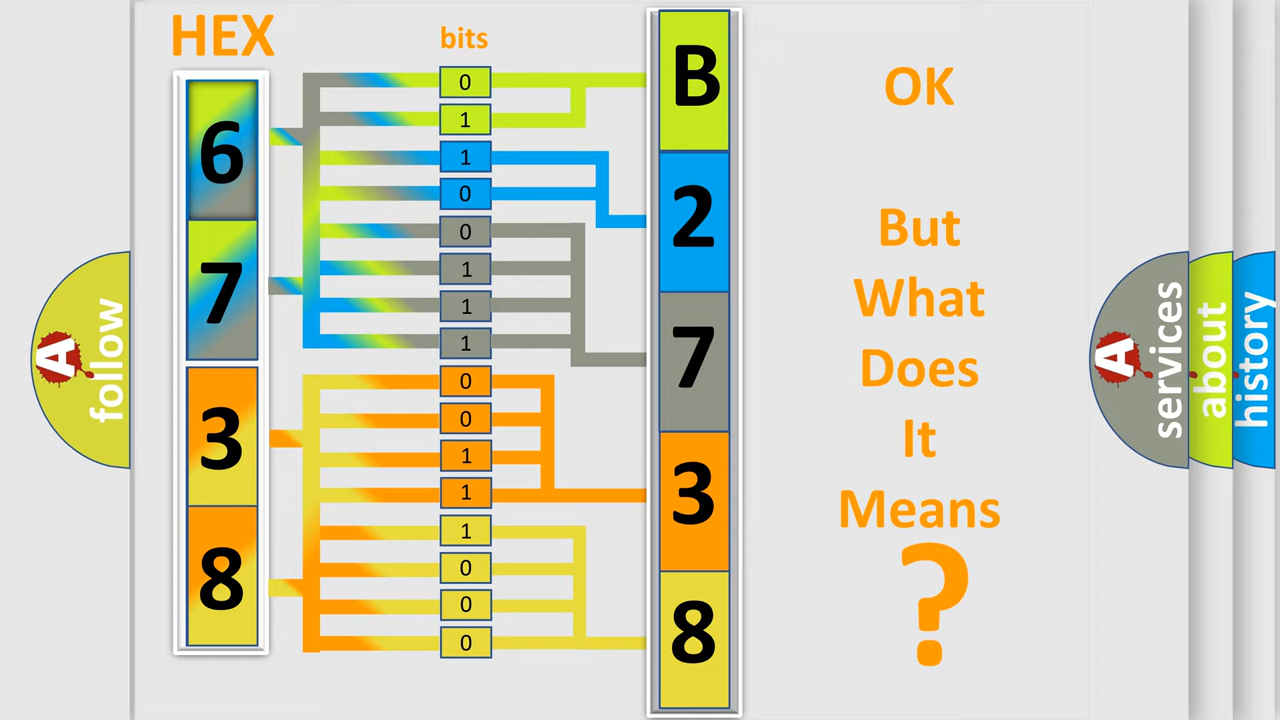 HEX
bits
6
7
3
8
0
1
1
0
0
1
1
1
0
0
1
1
1
0
0
0
B
2
7
3
8
OK
But
What
Does
It
Means
?
A
follow
A
services
about
history